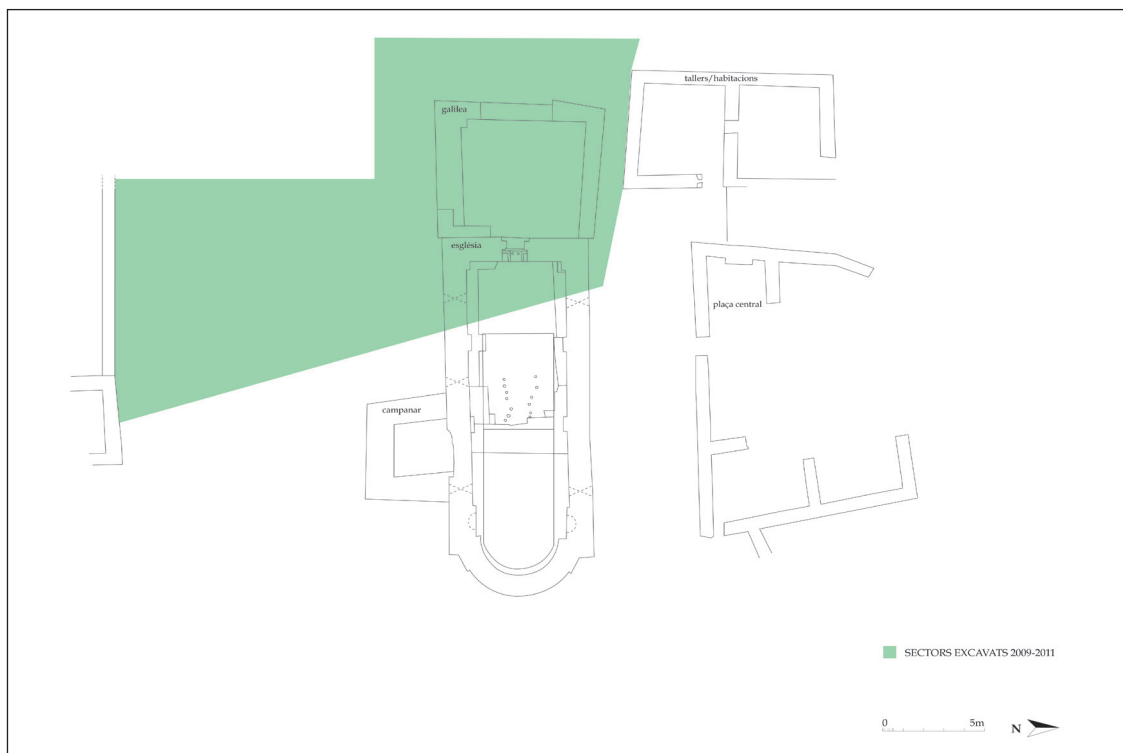 tallers/habitacions
galilea
església
plaça central
campanar
SECTORS EXCAVATS 2009-2011
0 5m N